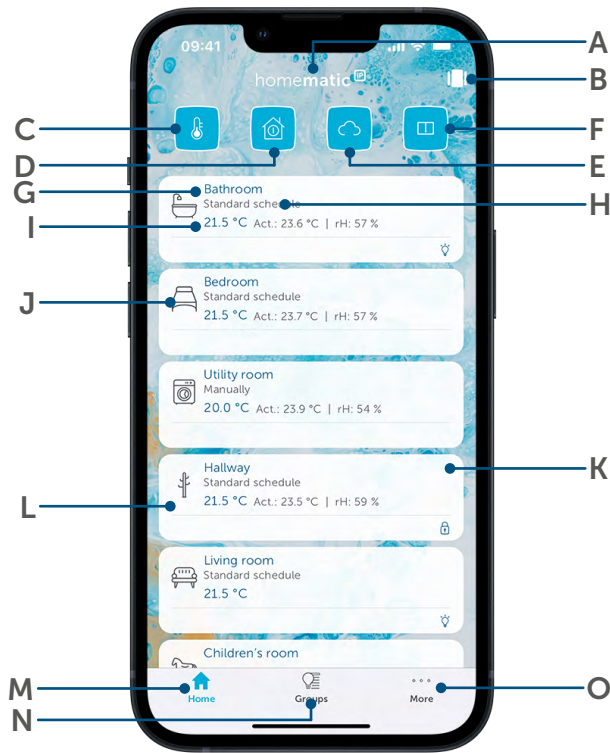 09:41
A
homematic IP
B
C
D
E
F
G
Bathroom
Standard schedule
H
I
21.5 °C Act.: 23.6 °C | rH: 57 %
J
Bedroom
Standard schedule
21.5 °C Act.: 23.7 °C | rH: 57 %
Utility room
Manually
20.0 °C Act.: 23.9 °C | rH: 54 %
Hallway
K
Standard schedule
L
21.5 °C Act.: 23.5 °C | rH: 59 %
Living room
Standard schedule
21.5 °C
Children's room
M
Home
Groups
More
O
N